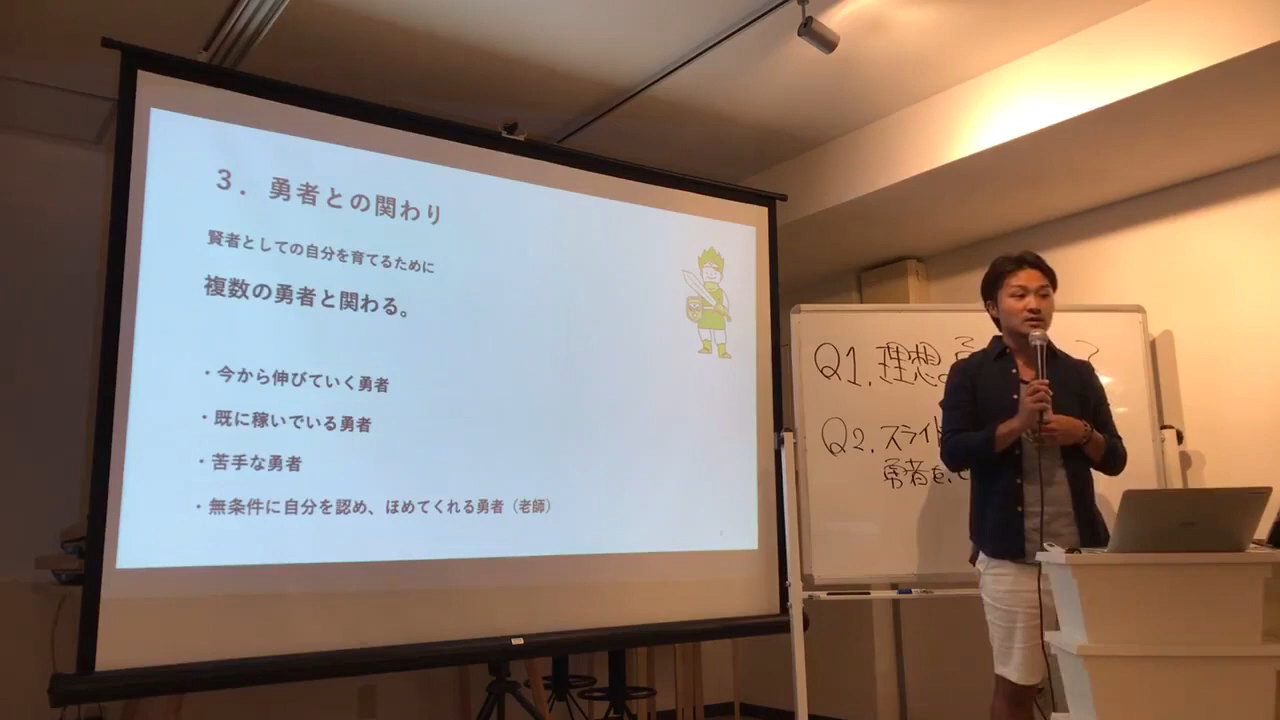 3．勇者との関わり
賢者としての自分を育てるために
複数の勇者と関わる。
・今から伸びていく勇者
・既に稼いでいる勇者
・苦手な勇者
・無条件に自分を認め、ほめてくれる勇者（老師）
Q1.理想
Q2.スライド
勇者を